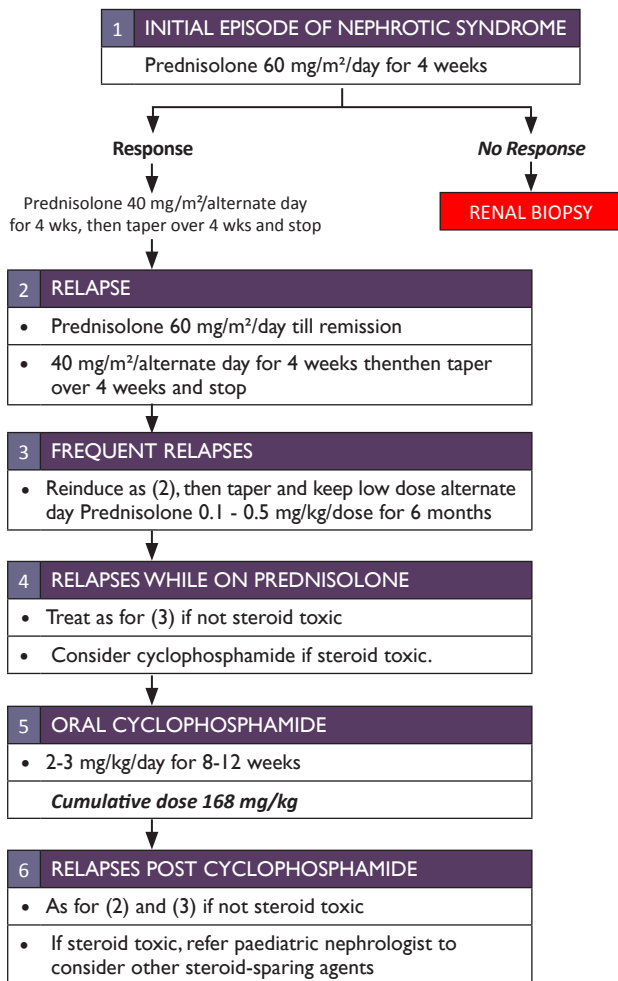 1 INITIAL EPISODE OF NEPHROTIC SYNDROME
Prednisolone 60 mg/m²/day for 4 weeks
Response
No Response
Prednisolone 40 mg/m²/alternate day
for 4 wks, then taper over 4 wks and stop
RENAL BIOPSY
2 RELAPSE
• Prednisolone 60 mg/m²/day till remission
• 40 mg/m²/alternate day for 4 weeks thenthen taper
over 4 weeks and stop
3 FREQUENT RELAPSES
• Reinduce as (2), then taper and keep low dose alternate
day Prednisolone 0.1 - 0.5 mg/kg/dose for 6 months
4 RELAPSES WHILE ON PREDNISOLONE
• Treat as for (3) if not steroid toxic
• Consider cyclophosphamide if steroid toxic.
5 ORAL CYCLOPHOSPHAMIDE
• 2-3 mg/kg/day for 8-12 weeks
Cumulative dose 168 mg/kg
6 RELAPSES POST CYCLOPHOSPHAMIDE
• As for (2) and (3) if not steroid toxic
• If steroid toxic, refer paediatric nephrologist to
consider other steroid-sparing agents